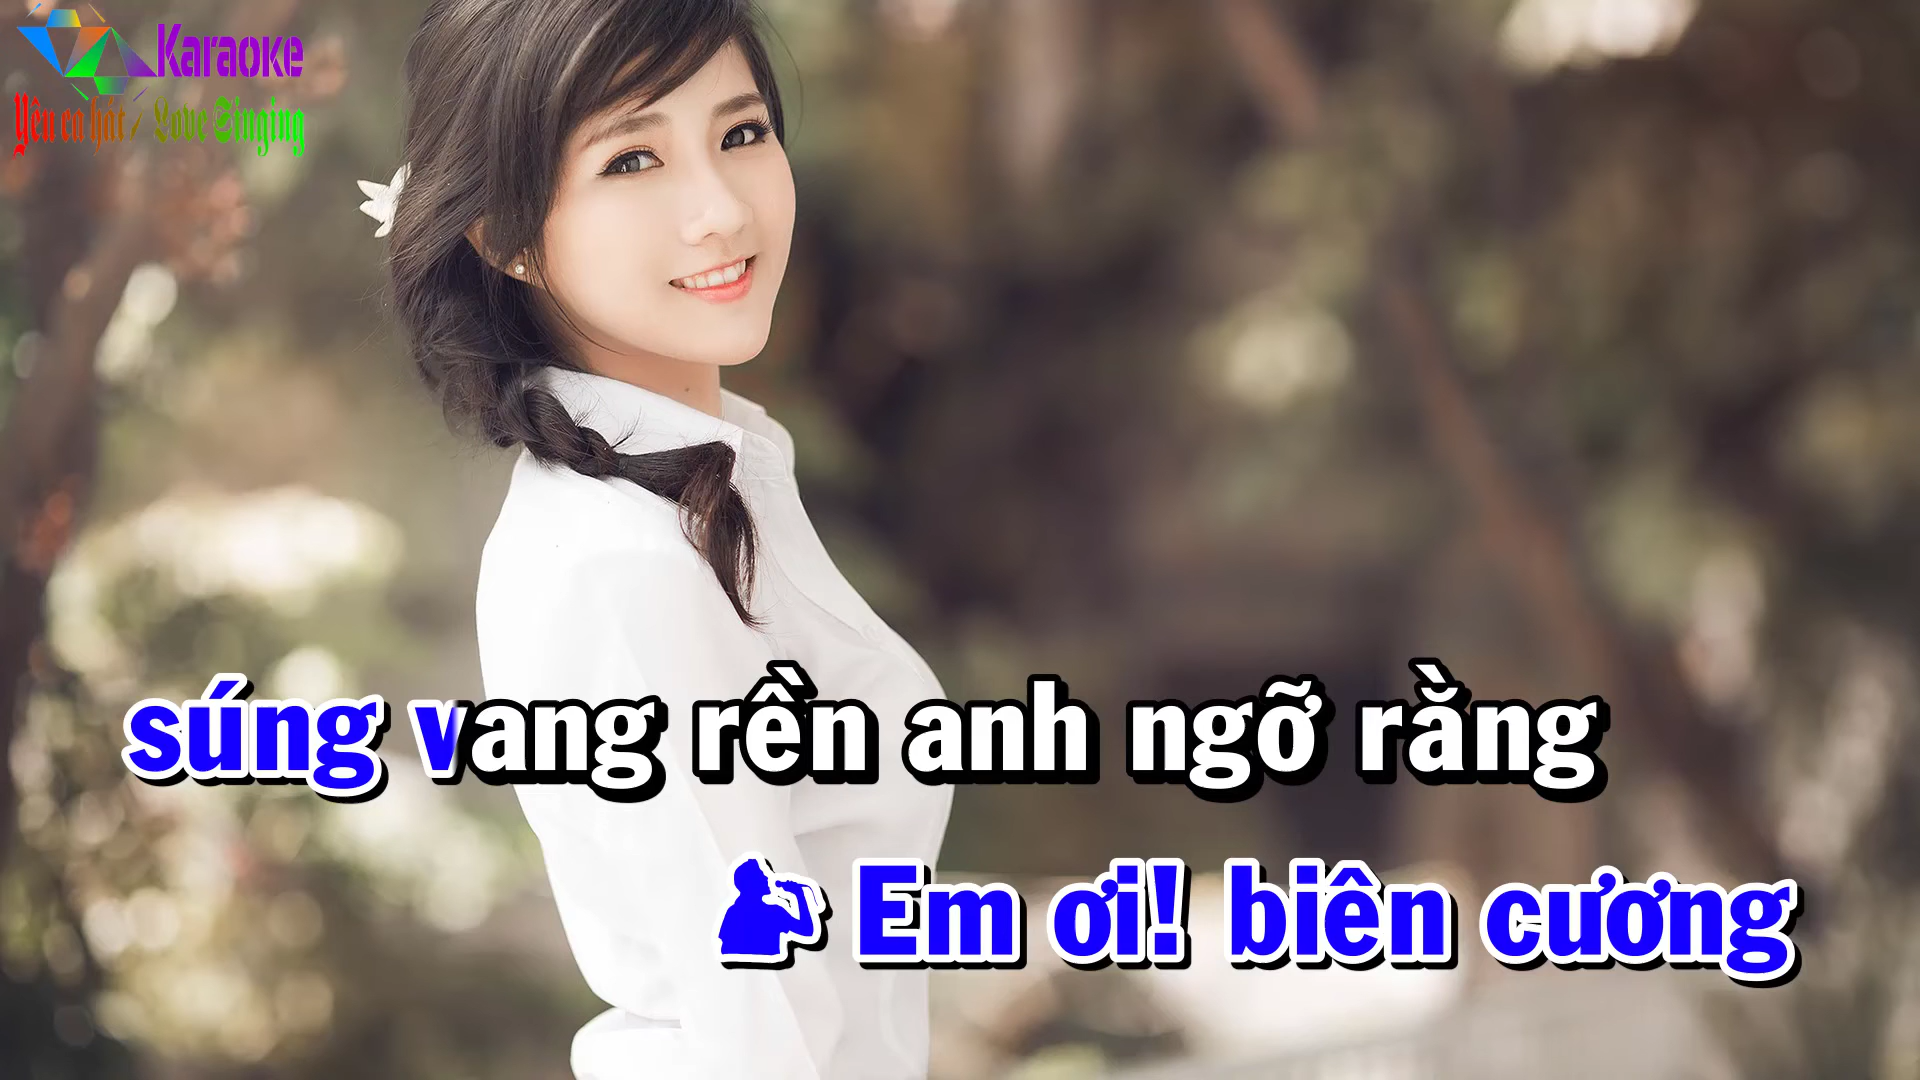 Karaoke
Yêu ca hát / Love Singing
súng vang rền anh ngỡ rằng
Em ơi! biên cương